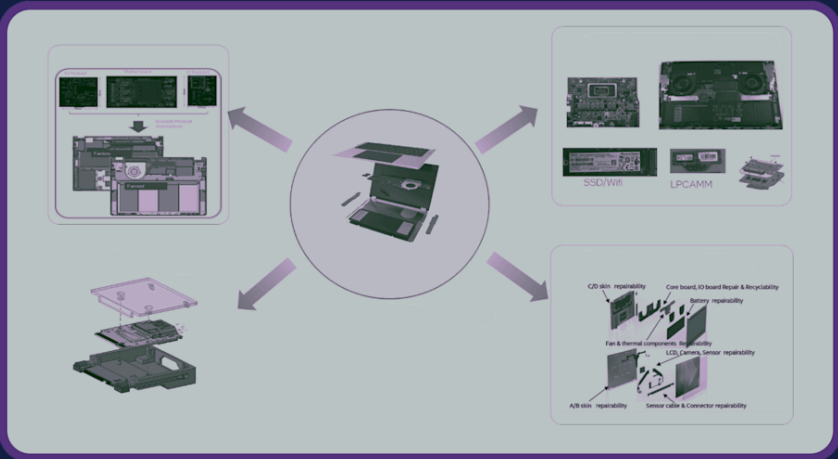 SSD/Wifi
LPCAMM
C/D skin repairability
Core board, IO board Repair & Recyclability
Battery repairability
Fan & thermal components Repairability
LCD, Camera, Sensor repairability
A/B skin repairability
Sensor cable & Connector repairability